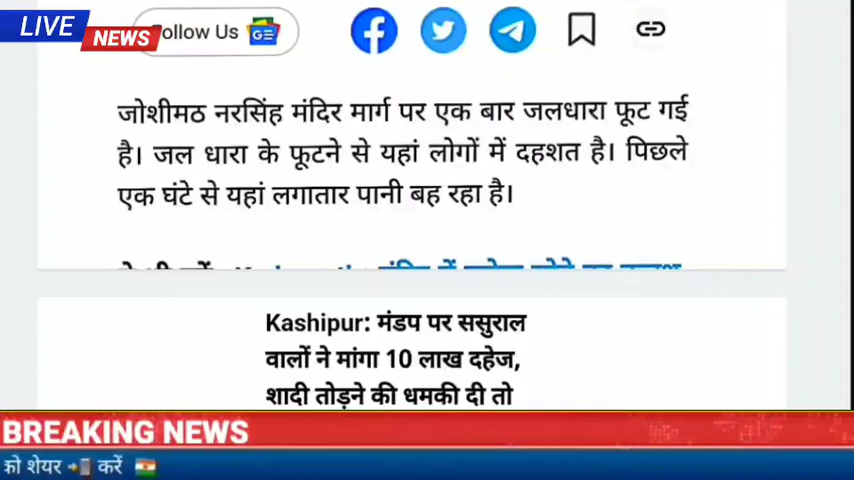 LIVE
NEWS
ollow Us
GE
जोशीमठ नरसिंह मंदिर मार्ग पर एक बार जलधारा फूट गई
है। जल धारा के फूटने से यहां लोगों में दहशत है। पिछले
एक घंटे से यहां लगातार पानी बह रहा है।
Kashipur: मंडप पर ससुराल
वालों ने मांगा 10 लाख दहेज,
शादी तोड़ने की धमकी दी तो
BREAKING NEWS
को शेयर करें